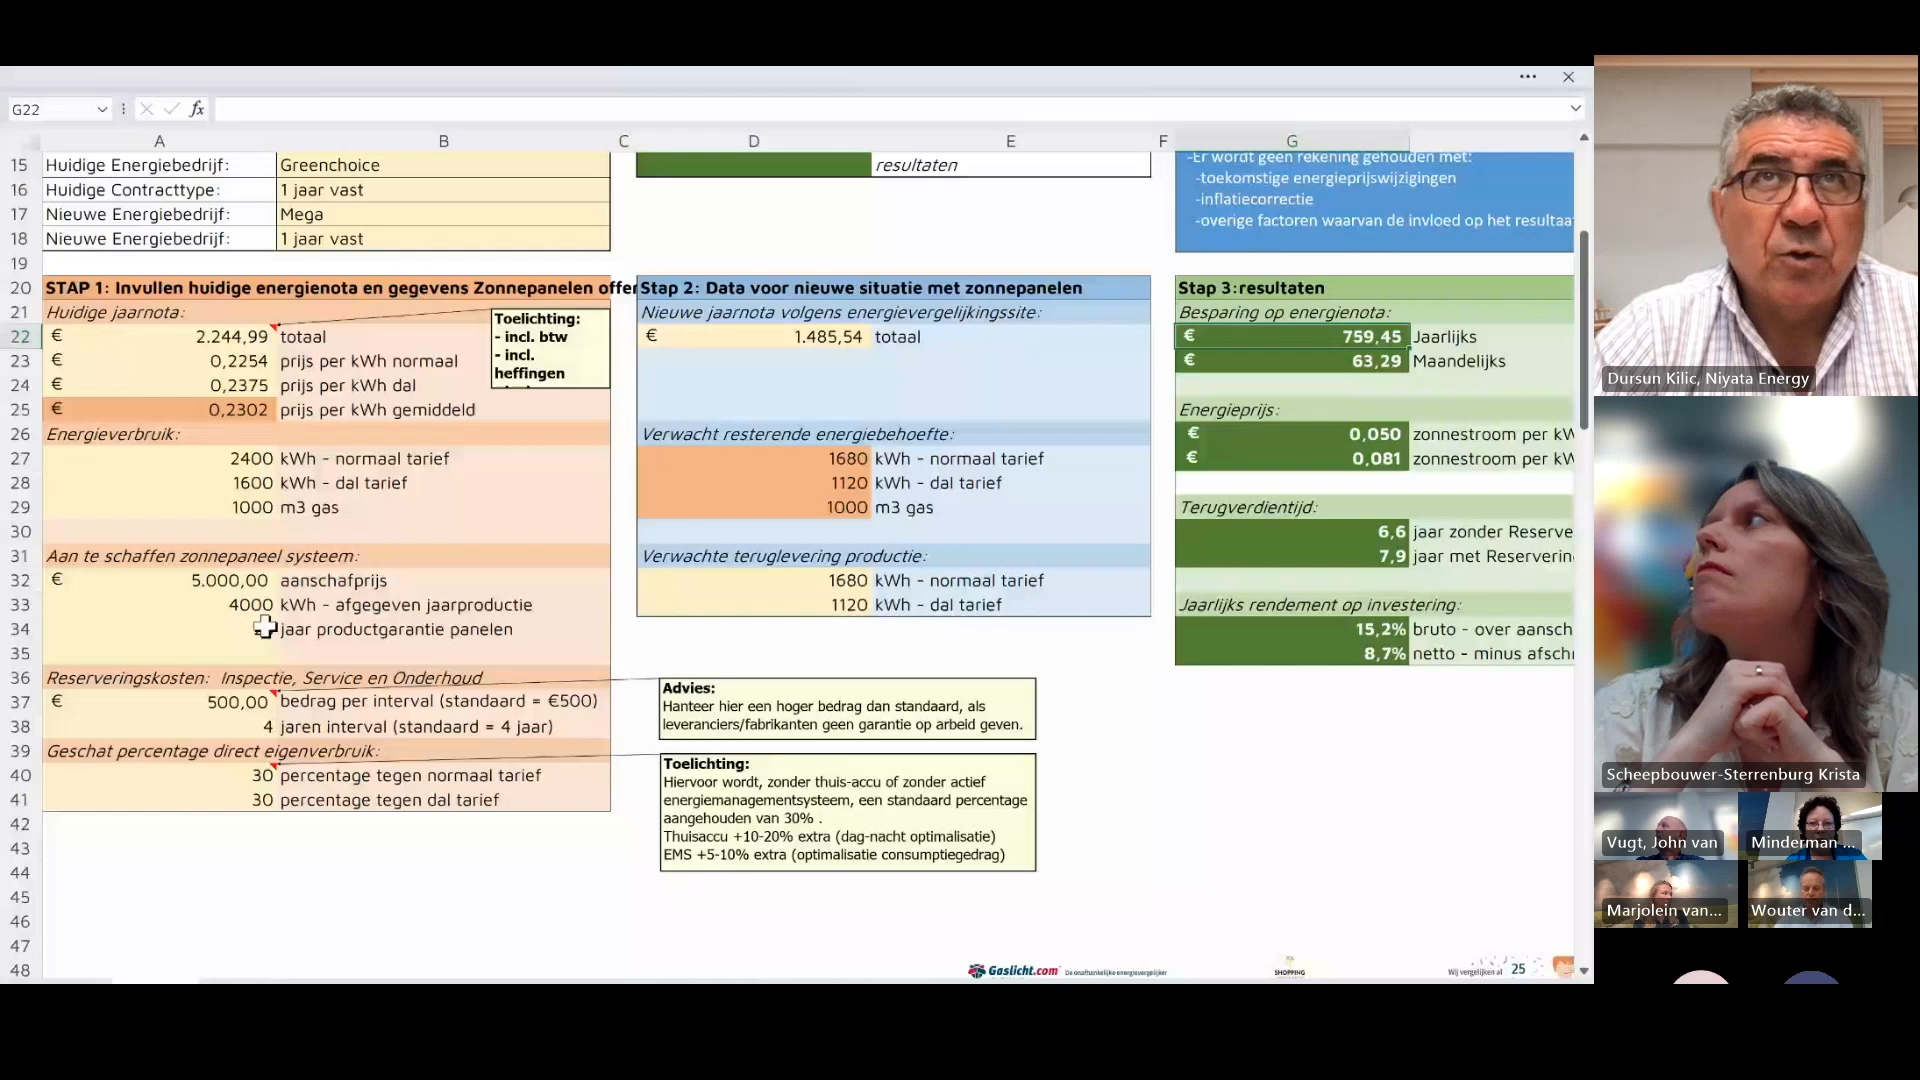 G22
fx
A B C D E F G
15 Huidige Energiebedrijf: Greenchoice resultaten
16 Huidige Contracttype: 1 jaar vast
17 Nieuwe Energiebedrijf: Mega
18 Nieuwe Energiebedrijf: 1 jaar vast
-Er wordt geen rekening gehouden met:
-toekomstige energieprijswijzigingen
-inflatiecorrectie
-overige factoren waarvan de invloed op het resultaat
19
20 STAP 1: Invullen huidige energienota en gegevens Zonnepanelen offer Stap 2: Data voor nieuwe situatie met zonnepanelen Stap 3:resultaten
21 Huidige jaarnota: Nieuwe jaarnota volgens energievergelijkingssite: Besparing op energienota:
22 € 2.244,99 totaal € 1.485,54 totaal € 759,45 Jaarlijks
23 € 0,2254 prijs per kWh normaal € 63,29 Maandelijks
24 € 0,2375 prijs per kWh dal
Toelichting:
- incl. btw
- incl.
heffingen
25 € 0,2302 prijs per kWh gemiddeld Energieprijs:
26 Energieverbruik: Verwacht resterende energiebehoefte: € 0,050 zonnestroom per kW
27 2400 kWh - normaal tarief 1680 kWh - normaal tarief € 0,081 zonnestroom per kW
28 1600 kWh - dal tarief 1120 kWh - dal tarief
29 1000 m3 gas 1000 m3 gas Terugverdientijd:
30 6,6 jaar zonder Reserve
31 Aan te schaffen zonnepaneel systeem: Verwachte teruglevering productie: 7,9 jaar met Reservering
32 € 5.000,00 aanschafprijs 1680 kWh - normaal tarief
33 4000 kWh - afgegeven jaarproductie 1120 kWh - dal tarief Jaarlijks rendement op investering:
34 jaar productgarantie panelen 15,2% bruto - over aansch
35 8,7% netto - minus afschr
36 Reserveringskosten: Inspectie, Service en Onderhoud
37 € 500,00 bedrag per interval (standaard = €500)
38 4 jaren interval (standaard = 4 jaar)
Advies:
Hanteer hier een hoger bedrag dan standaard, als
leveranciers/fabrikanten geen garantie op arbeid geven.
39 Geschat percentage direct eigenverbruik:
40 30 percentage tegen normaal tarief
41 30 percentage tegen dal tarief
Toelichting:
Hiervoor wordt, zonder thuis-accu of zonder actief
energiemanagementsysteem, een standaard percentage
aangehouden van 30% .
Thuisaccu +10-20% extra (dag-nacht optimalisatie)
EMS +5-10% extra (optimalisatie consumptiegedrag)
42
43
44
45
46
47
48
Gaslicht.com De onafhankelijke energievergelijker
SHOPPING
Wij vergelijken al 25
Dursun Kilic, Niyata Energy
Scheepbouwer-Sterrenburg Krista
Vugt, John van
Minderman ...
Marjolein van...
Wouter van d...